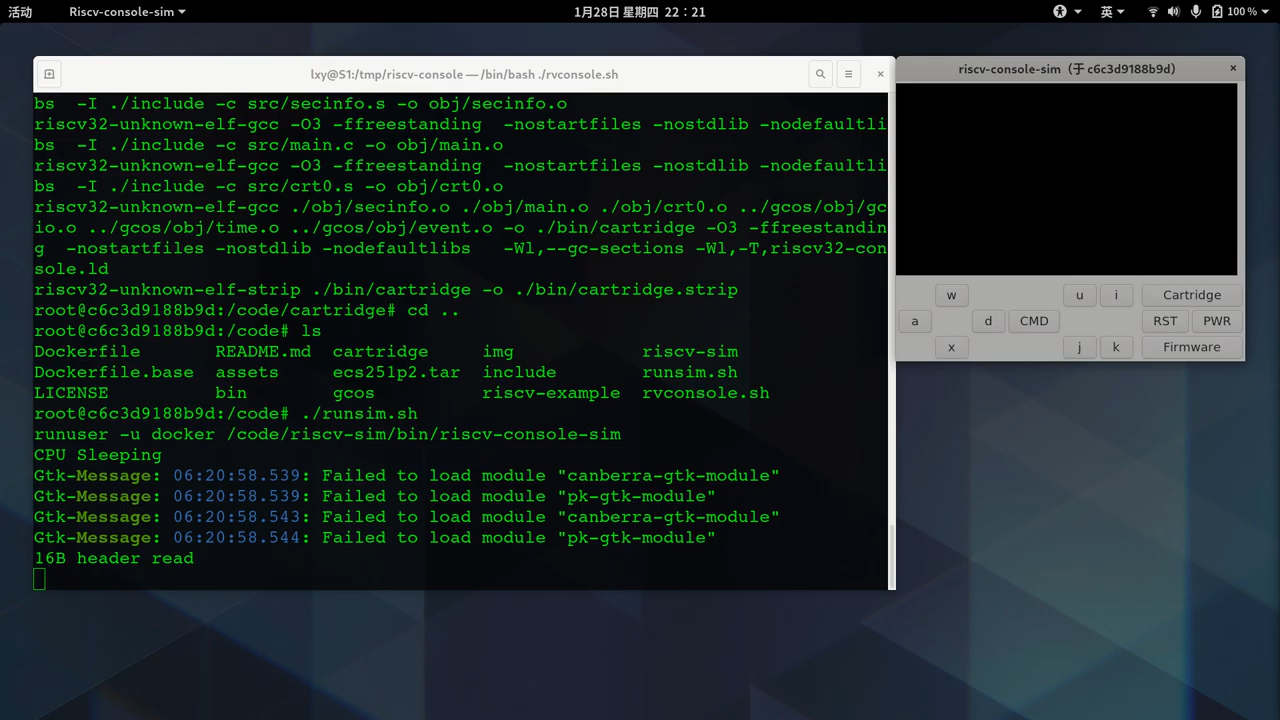 活动 Riscv-console-sim 1月28日 星期四 22：21 英 100 %
lxy@S1:/tmp/riscv-console — /bin/bash ./rvconsole.sh
bs  -I ./include -c src/secinfo.s -o obj/secinfo.o
riscv32-unknown-elf-gcc -O3 -ffreestanding  -nostartfiles -nostdlib -nodefaultli
bs  -I ./include -c src/main.c -o obj/main.o
riscv32-unknown-elf-gcc -O3 -ffreestanding  -nostartfiles -nostdlib -nodefaultli
bs  -I ./include -c src/crt0.s -o obj/crt0.o
riscv32-unknown-elf-gcc ./obj/secinfo.o ./obj/main.o ./obj/crt0.o ../gcos/obj/gc
io.o ../gcos/obj/time.o ../gcos/obj/event.o -o ./bin/cartridge -O3 -ffreestandin
g  -nostartfiles -nostdlib -nodefaultlibs   -Wl,--gc-sections -Wl,-T,riscv32-con
sole.ld
riscv32-unknown-elf-strip ./bin/cartridge -o ./bin/cartridge.strip
root@c6c3d9188b9d:/code/cartridge# cd ..
root@c6c3d9188b9d:/code# ls
Dockerfile       README.md  cartridge      img            riscv-sim
Dockerfile.base  assets     ecs251p2.tar   include        runsim.sh
LICENSE          bin        gcos           riscv-example  rvconsole.sh
root@c6c3d9188b9d:/code# ./runsim.sh
runuser -u docker /code/riscv-sim/bin/riscv-console-sim
CPU Sleeping
Gtk-Message: 06:20:58.539: Failed to load module "canberra-gtk-module"
Gtk-Message: 06:20:58.539: Failed to load module "pk-gtk-module"
Gtk-Message: 06:20:58.543: Failed to load module "canberra-gtk-module"
Gtk-Message: 06:20:58.544: Failed to load module "pk-gtk-module"
16B header read
riscv-console-sim（于 c6c3d9188b9d）
w u i Cartridge
a d CMD RST PWR
x j k Firmware